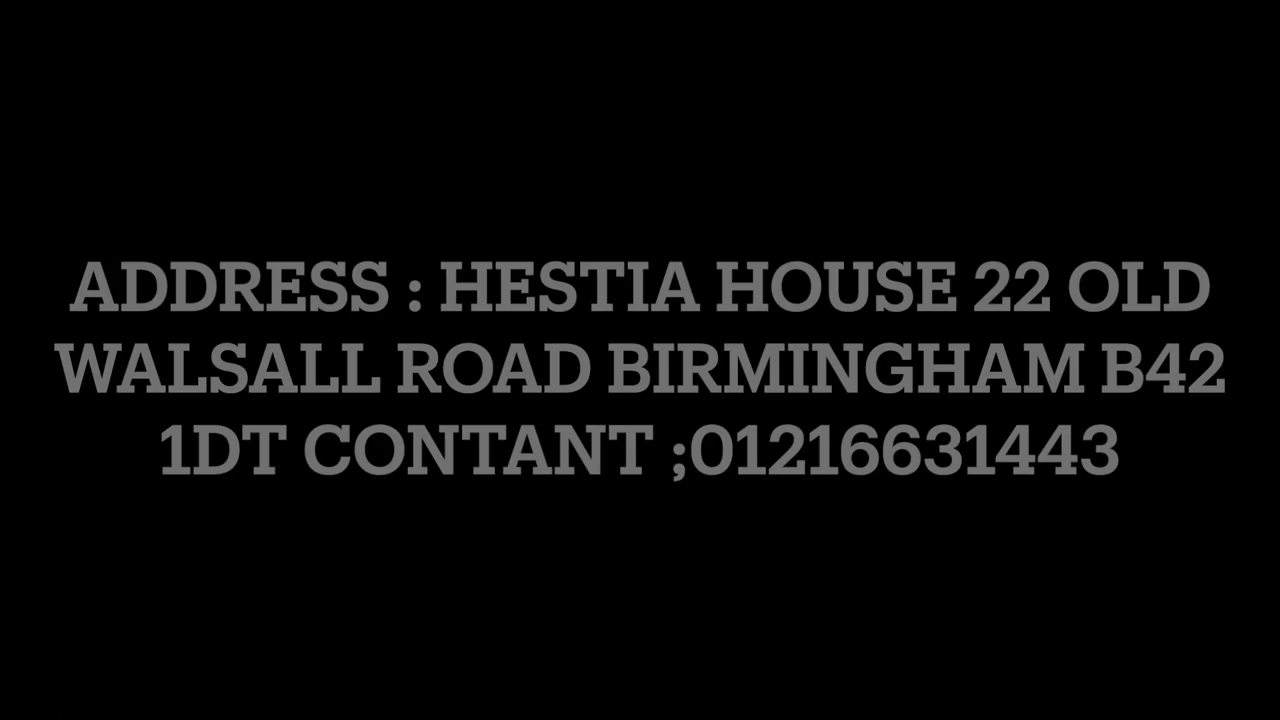 ADDRESS : HESTIA HOUSE 22 OLD
WALSALL ROAD BIRMINGHAM B42
1DT CONTANT ;01216631443